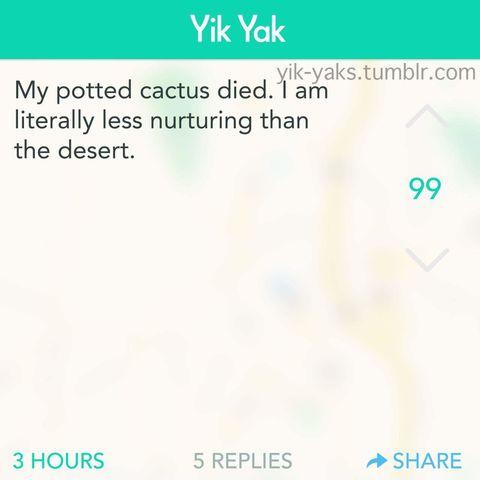 Yik Yak
yik-yaks.tumblr.com
My potted cactus died. I am
literally less nurturing than
the desert.
99
3 HOURS
5 REPLIES
SHARE